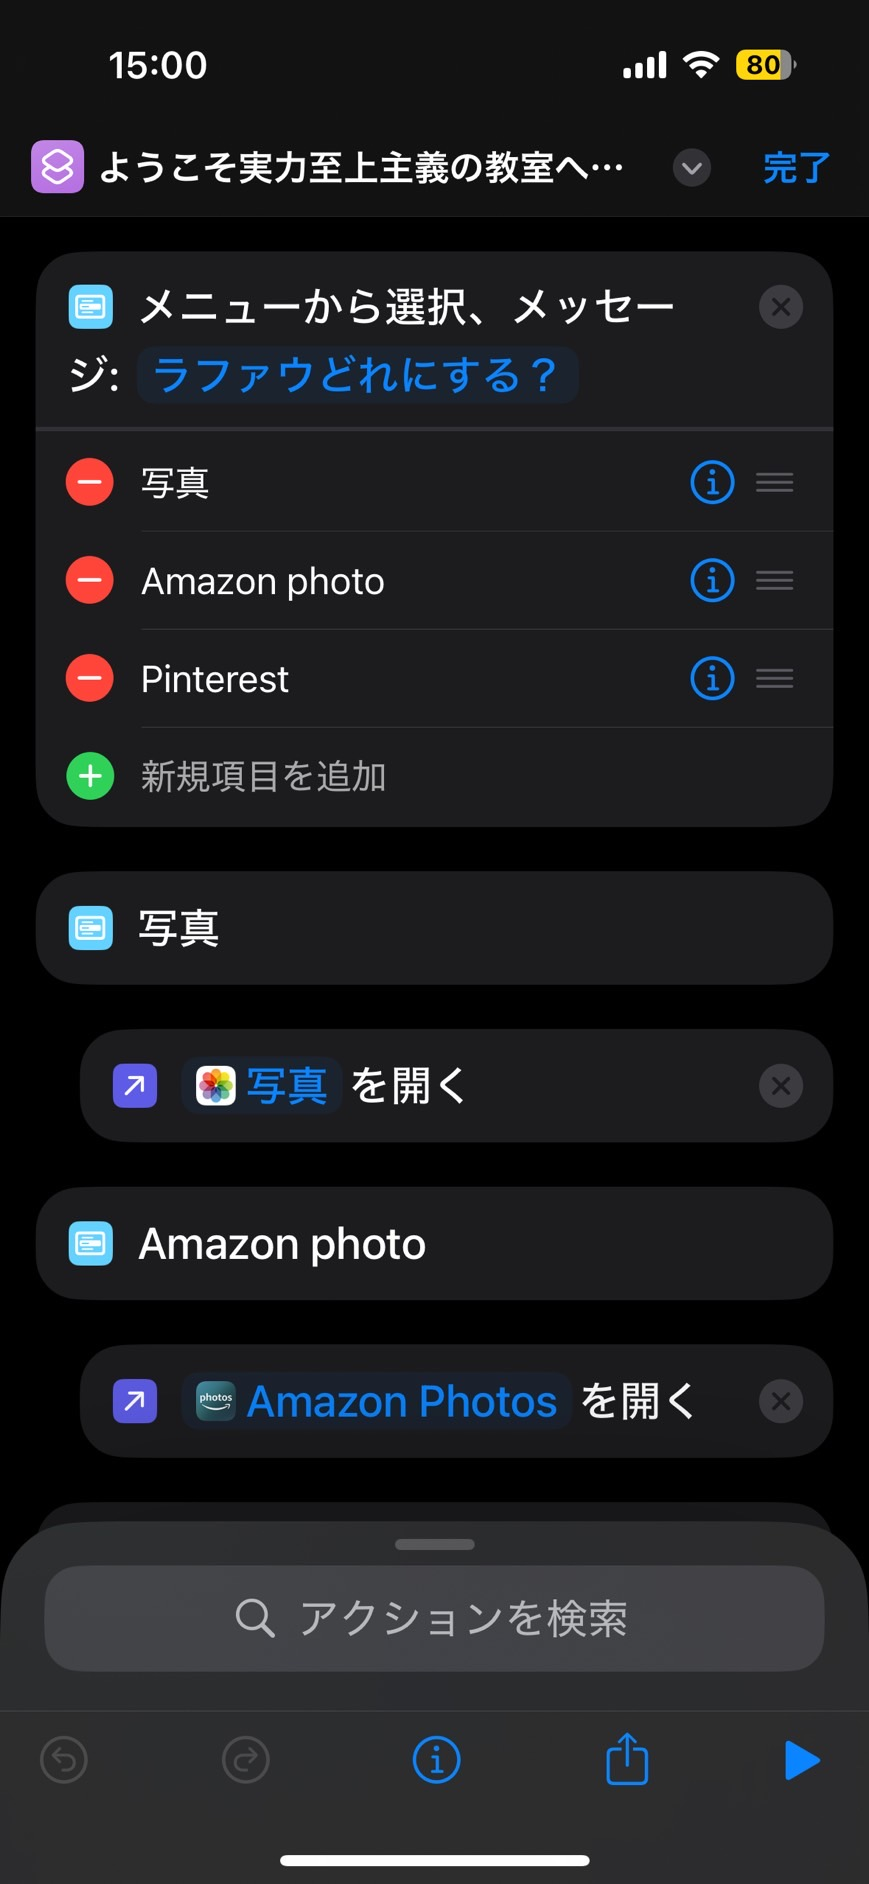 15:00
80
ようこそ実力至上主義の教室へ…
完了
メニューから選択、メッセー
ジ: ラファウどれにする？
写真
Amazon photo
Pinterest
新規項目を追加
写真
写真 を開く
Amazon photo
photos Amazon Photos を開く
アクションを検索